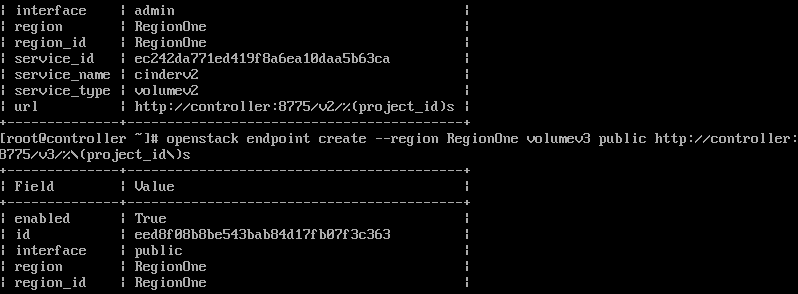 ¦ interface    ¦ admin                                   ¦
¦ region       ¦ RegionOne                               ¦
¦ region_id    ¦ RegionOne                               ¦
¦ service_id   ¦ ec242da771ed419f8a6ea10daa5b63ca        ¦
¦ service_name ¦ cinderv2                                ¦
¦ service_type ¦ volumev2                                ¦
¦ url          ¦ http://controller:8775/v2/%(project_id)s ¦
+--------------+------------------------------------------+
[root@controller ~]# openstack endpoint create --region RegionOne volumev3 public http://controller:
8775/v3/%\(project_id\)s
+--------------+------------------------------------------+
¦ Field        ¦ Value                                    ¦
+--------------+------------------------------------------+
¦ enabled      ¦ True                                     ¦
¦ id           ¦ eed8f08b8be543bab84d17fb07f3c363         ¦
¦ interface    ¦ public                                   ¦
¦ region       ¦ RegionOne                                ¦
¦ region_id    ¦ RegionOne                                ¦